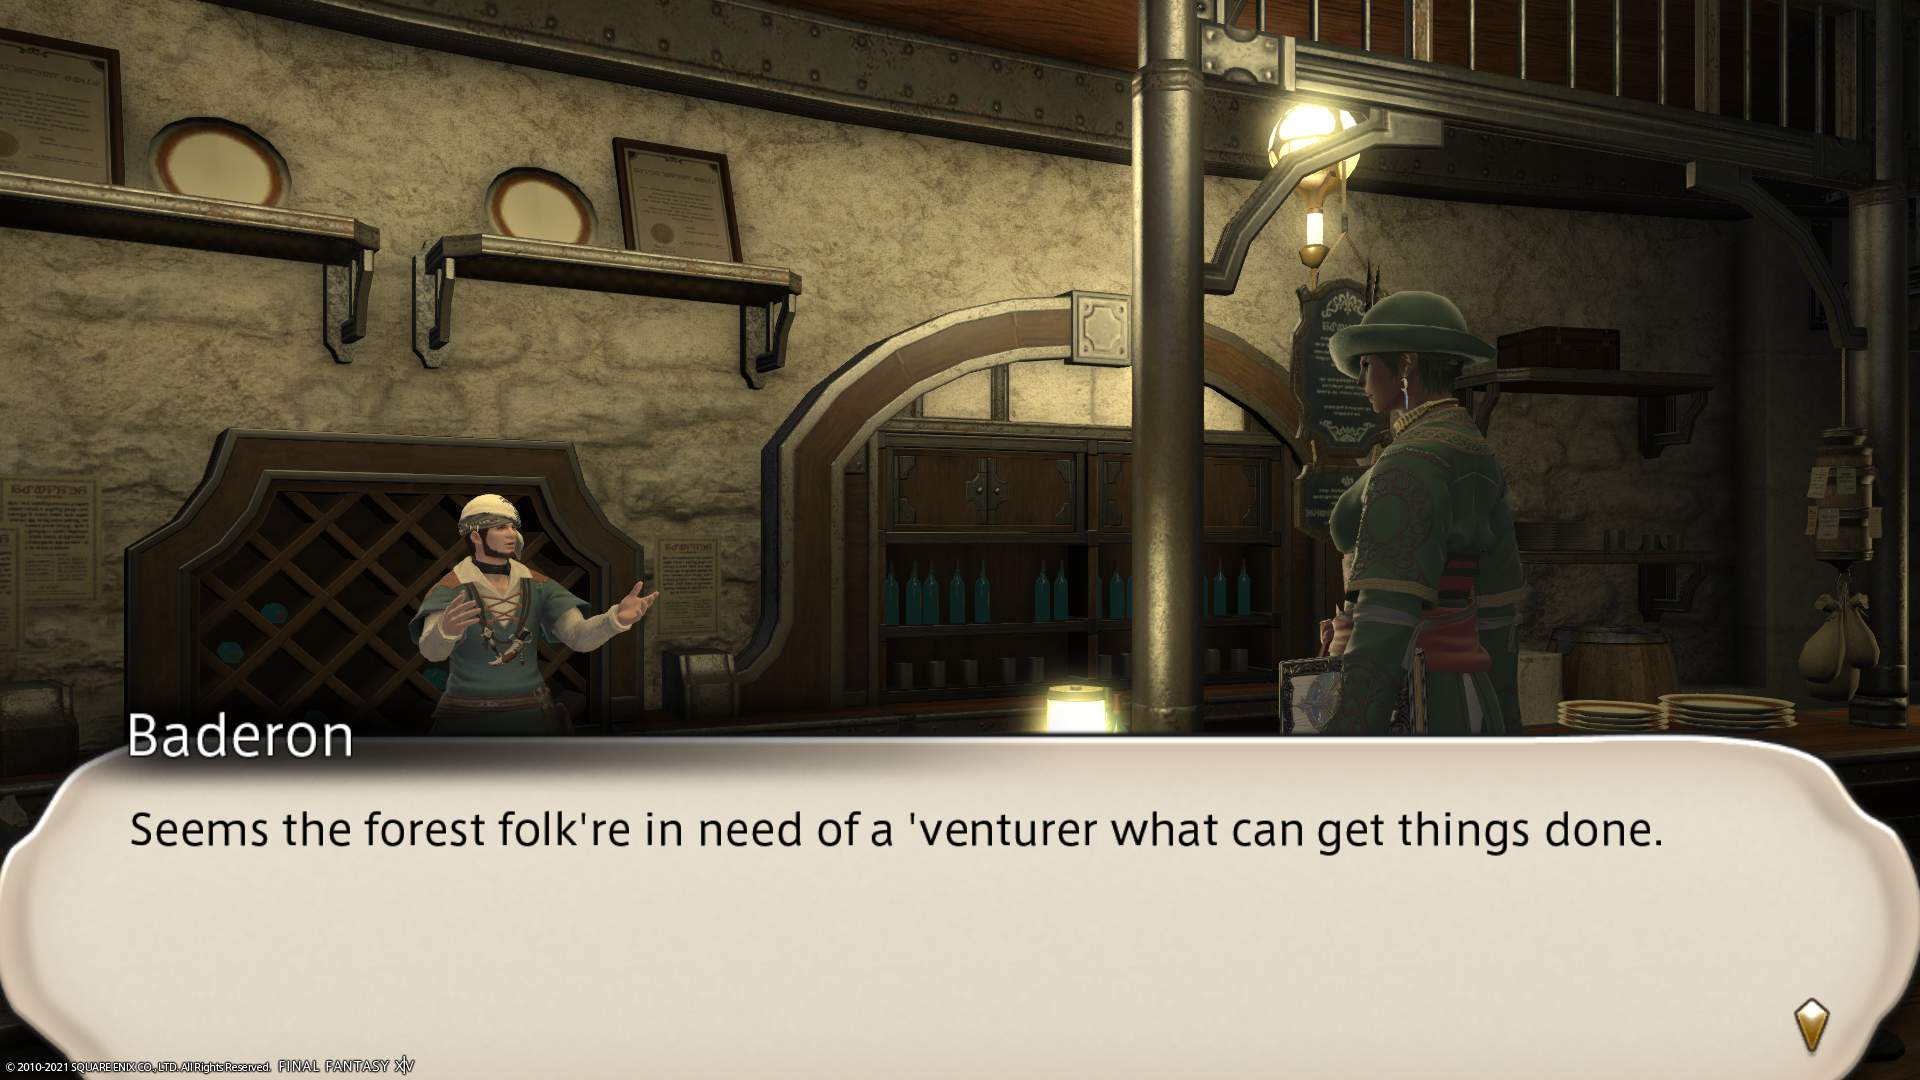 Baderon
Seems the forest folk're in need of a 'venturer what can get things done.
© 2010-2021 SQUARE ENIX CO., LTD. All Rights Reserved. FINAL FANTASY XIV